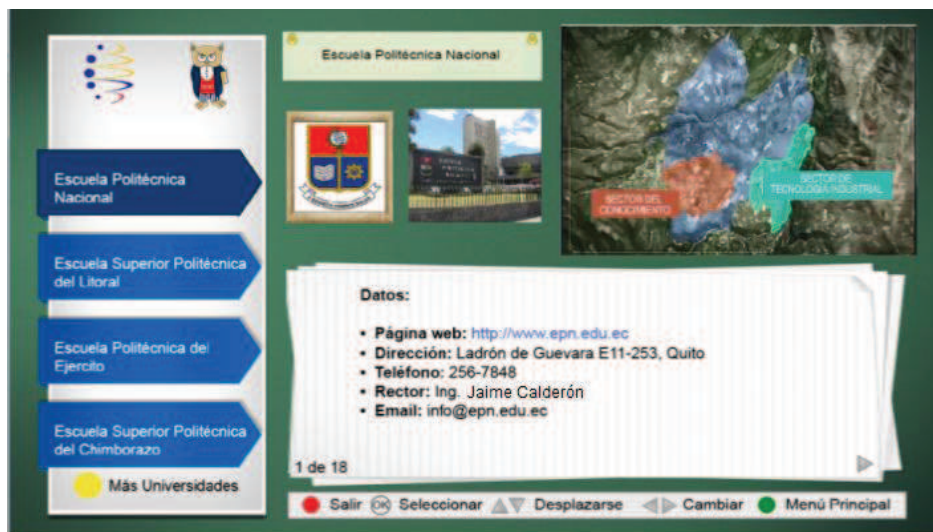 Escuela Politécnica
Nacional
Escuela Superior Politécnica
del Litoral
Escuela Politécnica del
Ejercito
Escuela Superior Politécnica
del Chimborazo
Más Universidades
Escuela Politécnica Nacional
SECTOR DEL
CONOCIMIENTO
SECTOR DE
TECNOLOGIA INDUSTRIAL
Datos:
• Página web: http://www.epn.edu.ec
• Dirección: Ladrón de Guevara E11-253, Quito
• Teléfono: 256-7848
• Rector: Ing. Jaime Calderón
• Email: info@epn.edu.ec
1 de 18
Salir OK Seleccionar Desplazarse Cambiar Menú Principal